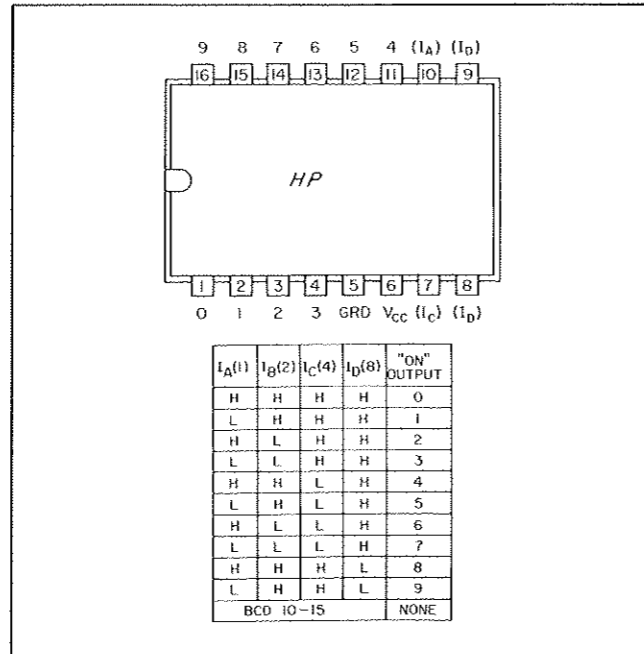 9 8 7 6 5 4 (I_A) (I_D)
16 15 14 13 12 11 10 9
HP
1 2 3 4 5 6 7 8
0 1 2 3 GRD V_CC (I_C) (I_D)
I_A(1) I_B(2) I_C(4) I_D(8) "ON" OUTPUT
H H H H 0
L H H H 1
H L H H 2
L L H H 3
H H L H 4
L H L H 5
H L L H 6
L L L H 7
H H H L 8
L H H L 9
BCD 10-15 NONE